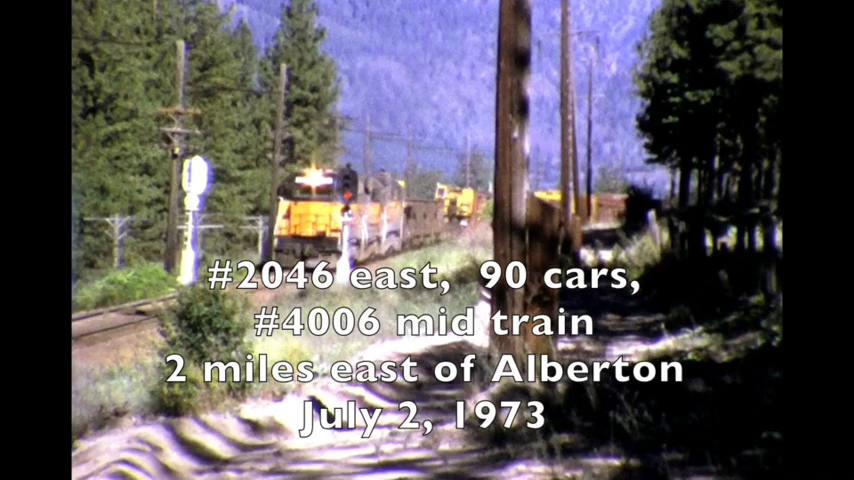 #2046 east,  90 cars,
#4006 mid train
2 miles east of Alberton
July 2, 1973